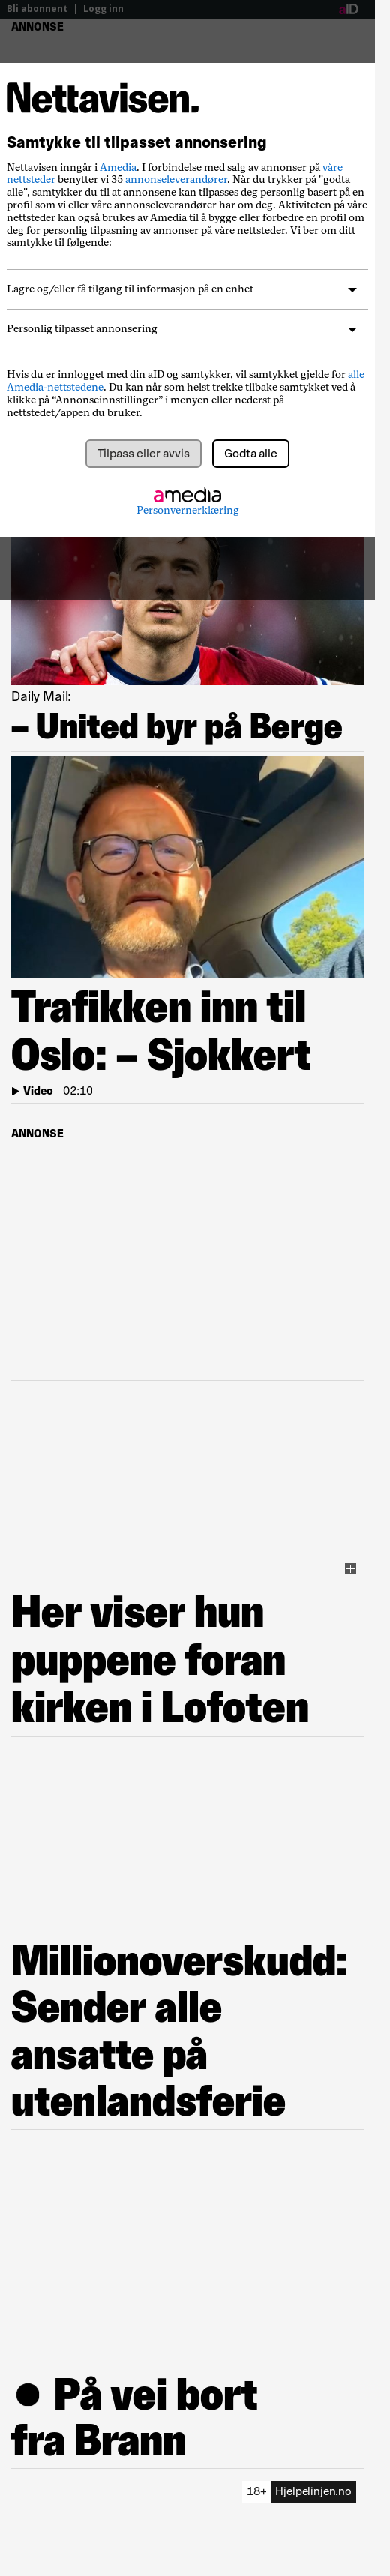 Bli abonnent | Logg inn
aID
ANNONSE
Nettavisen.
Samtykke til tilpasset annonsering
Nettavisen inngår i Amedia. I forbindelse med salg av annonser på våre
nettsteder benytter vi 35 annonseleverandører. Når du trykker på "godta
alle", samtykker du til at annonsene kan tilpasses deg personlig basert på en
profil som vi eller våre annonseleverandører har om deg. Aktiviteten på våre
nettsteder kan også brukes av Amedia til å bygge eller forbedre en profil om
deg for personlig tilpasning av annonser på våre nettsteder. Vi ber om ditt
samtykke til følgende:
Lagre og/eller få tilgang til informasjon på en enhet
Personlig tilpasset annonsering
Hvis du er innlogget med din aID og samtykker, vil samtykket gjelde for alle
Amedia-nettstedene. Du kan når som helst trekke tilbake samtykket ved å
klikke på “Annonseinnstillinger” i menyen eller nederst på
nettstedet/appen du bruker.
Tilpass eller avvis
Godta alle
amedia
Personvernerklæring
Daily Mail:
– United byr på Berge
Trafikken inn til
Oslo: – Sjokkert
Video | 02:10
ANNONSE
Her viser hun
puppene foran
kirken i Lofoten
Millionoverskudd:
Sender alle
ansatte på
utenlandsferie
● På vei bort
fra Brann
18+ Hjelpelinjen.no